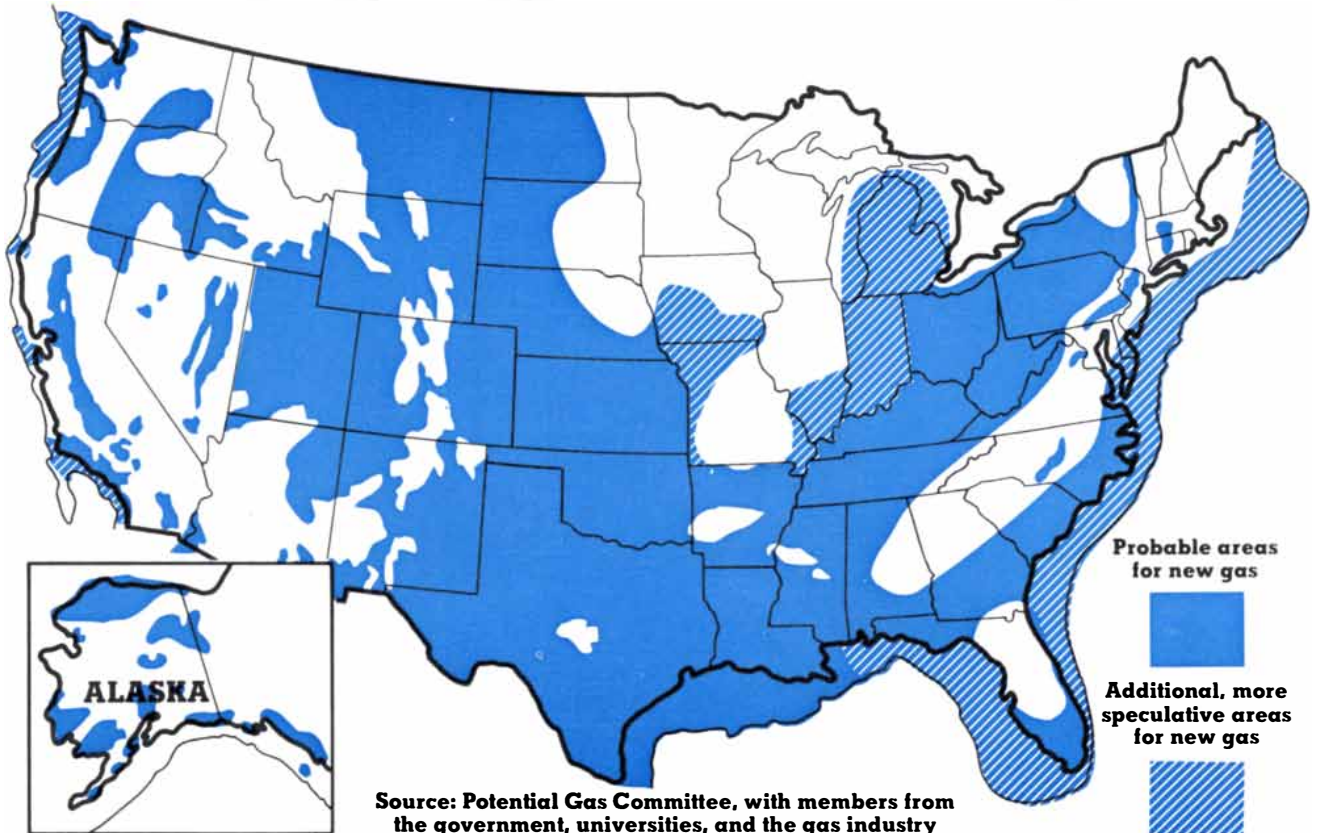 ALASKA
Probable areas
for new gas
Additional, more
speculative areas
for new gas
Source: Potential Gas Committee, with members from
the government, universities, and the gas industry